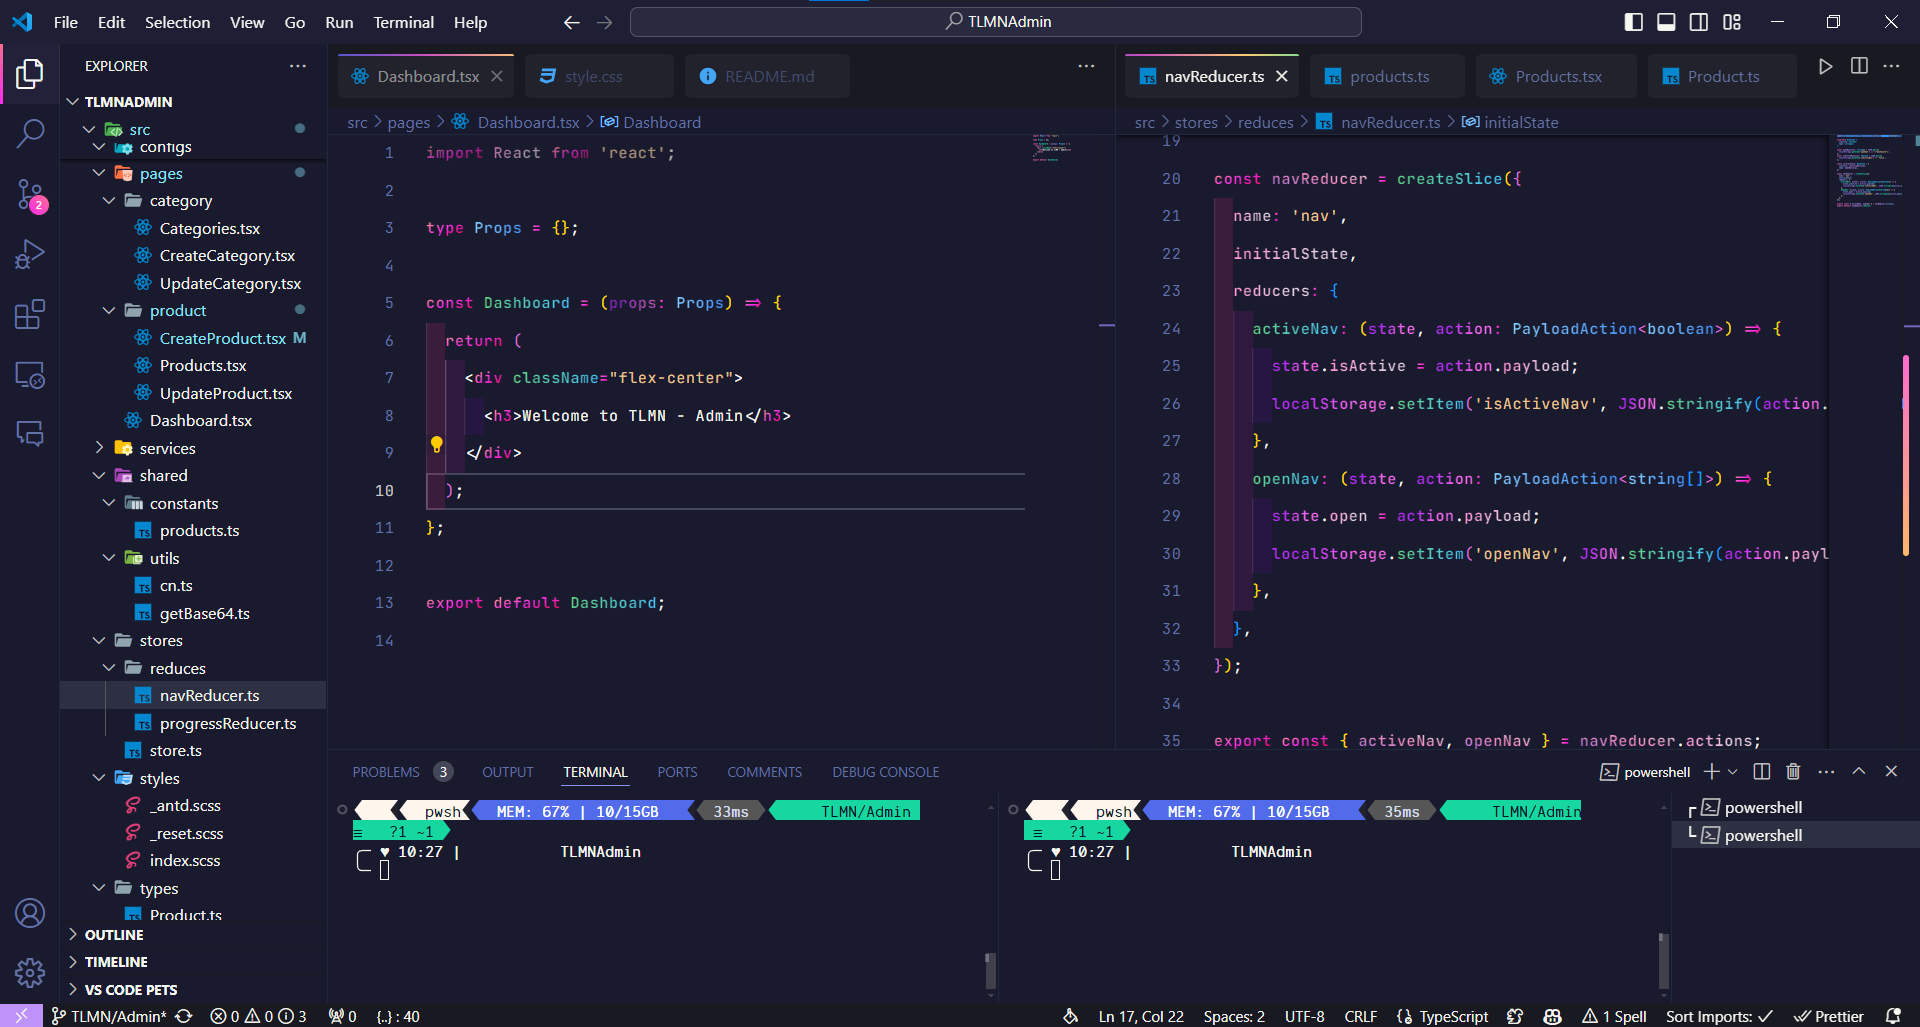 File Edit Selection View Go Run Terminal Help
TLMNAdmin
EXPLORER
TLMNADMIN
src
configs
pages
category
Categories.tsx
CreateCategory.tsx
UpdateCategory.tsx
product
CreateProduct.tsx M
Products.tsx
UpdateProduct.tsx
Dashboard.tsx
services
shared
constants
products.ts
utils
cn.ts
getBase64.ts
stores
reduces
navReducer.ts
progressReducer.ts
store.ts
styles
_antd.scss
_reset.scss
index.scss
types
Product.ts
OUTLINE
TIMELINE
VS CODE PETS
2
Dashboard.tsx style.css README.md
src > pages > Dashboard.tsx > Dashboard
1 import React from 'react';
2
3 type Props = {};
4
5 const Dashboard = (props: Props) => {
6 return (
7 <div className="flex-center">
8 <h3>Welcome to TLMN - Admin</h3>
9 </div>
10 );
11 };
12
13 export default Dashboard;
14
navReducer.ts products.ts Products.tsx Product.ts
src > stores > reduces > navReducer.ts > initialState
19
20 const navReducer = createSlice({
21 name: 'nav',
22 initialState,
23 reducers: {
24 activeNav: (state, action: PayloadAction<boolean>) => {
25 state.isActive = action.payload;
26 localStorage.setItem('isActiveNav', JSON.stringify(action.
27 },
28 openNav: (state, action: PayloadAction<string[]>) => {
29 state.open = action.payload;
30 localStorage.setItem('openNav', JSON.stringify(action.payl
31 },
32 },
33 });
34
35 export const { activeNav, openNav } = navReducer.actions;
PROBLEMS 3 OUTPUT TERMINAL PORTS COMMENTS DEBUG CONSOLE
powershell
pwsh MEM: 67% | 10/15GB 33ms TLMN/Admin
≡ ?1 ~1
♥ 10:27 | TLMNAdmin
pwsh MEM: 67% | 10/15GB 35ms TLMN/Admin
≡ ?1 ~1
♥ 10:27 | TLMNAdmin
powershell
powershell
TLMN/Admin* 0 0 3 0 {..} : 40
Ln 17, Col 22 Spaces: 2 UTF-8 CRLF TypeScript 1 Spell Sort Imports: ✓ Prettier